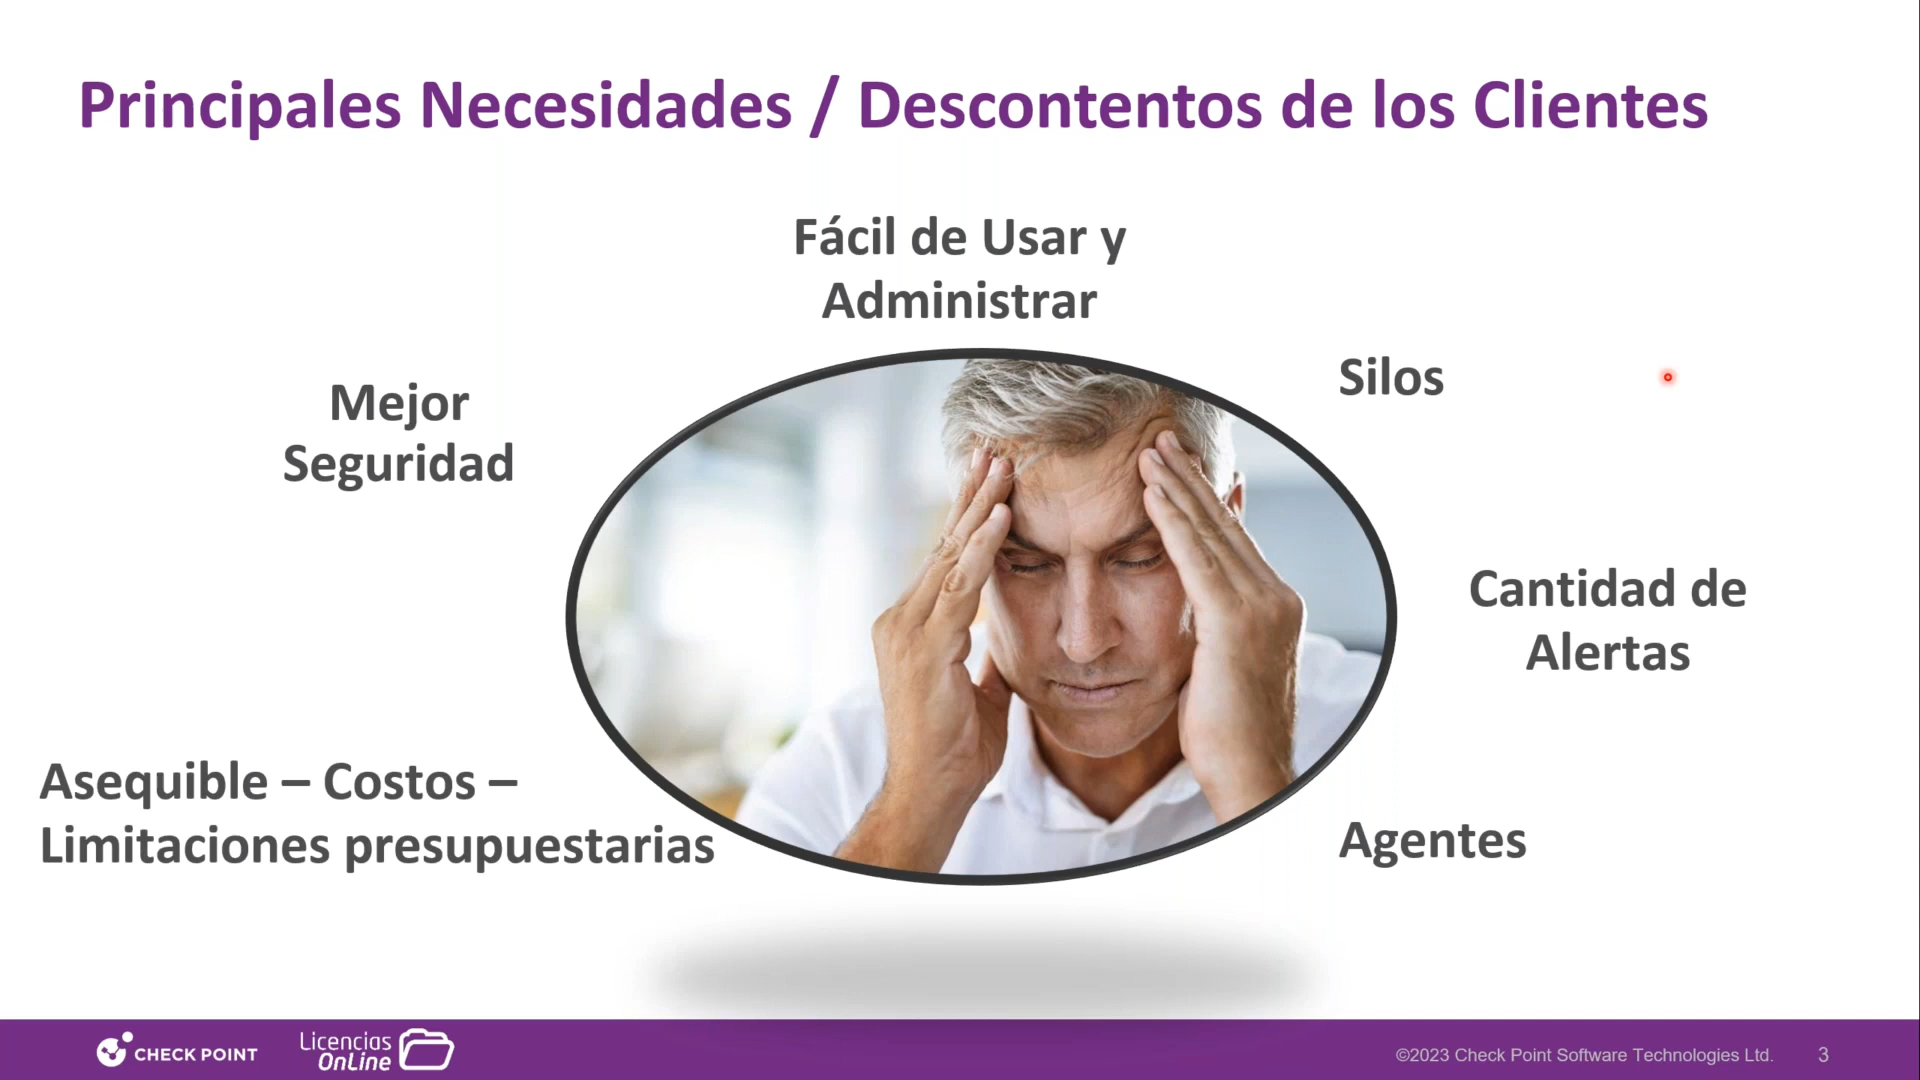 Principales Necesidades / Descontentos de los Clientes
Fácil de Usar y
Administrar
Silos
Mejor
Seguridad
Cantidad de
Alertas
Asequible – Costos –
Limitaciones presupuestarias
Agentes
CHECK POINT
Licencias
OnLine
©2023 Check Point Software Technologies Ltd.
3